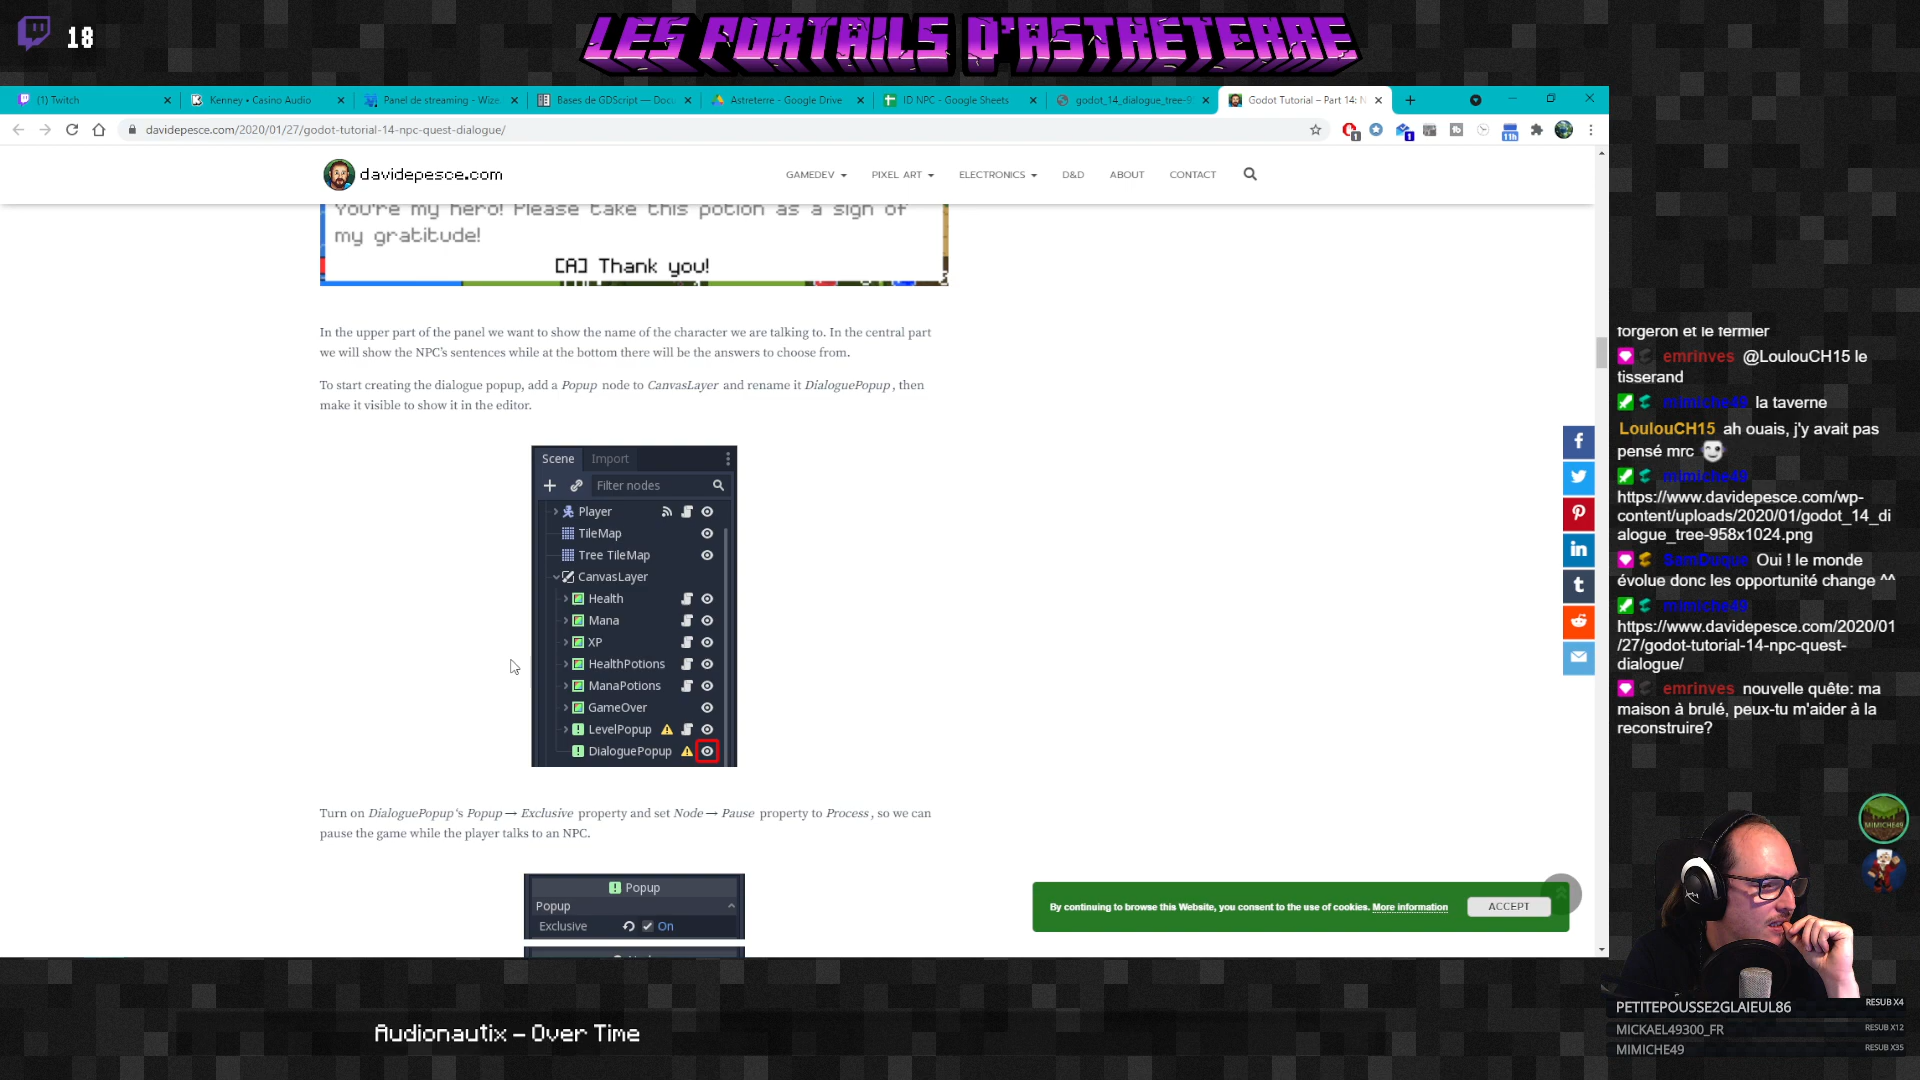 18
LES PORTAILS D'ASTRÉTERRE
(1) Twitch
Kenney • Casino Audio
Panel de streaming - Wize
Bases de GDScript — Docu
Astreterre - Google Drive
ID NPC - Google Sheets
godot_14_dialogue_tree-95
Godot Tutorial – Part 14: N
davidepesce.com/2020/01/27/godot-tutorial-14-npc-quest-dialogue/
davidepesce.com
GAMEDEV
PIXEL ART
ELECTRONICS
D&D
ABOUT
CONTACT
You're my hero! Please take this potion as a sign of
my gratitude!
[A] Thank you!
In the upper part of the panel we want to show the name of the character we are talking to. In the central part
we will show the NPC's sentences while at the bottom there will be the answers to choose from.
To start creating the dialogue popup, add a Popup node to CanvasLayer and rename it DialoguePopup, then
make it visible to show it in the editor.
Scene
Import
Filter nodes
Player
TileMap
Tree TileMap
CanvasLayer
Health
Mana
XP
HealthPotions
ManaPotions
GameOver
LevelPopup
DialoguePopup
Turn on DialoguePopup's Popup → Exclusive property and set Node → Pause property to Process, so we can
pause the game while the player talks to an NPC.
Popup
Popup
Exclusive
On
By continuing to browse this Website, you consent to the use of cookies. More information
ACCEPT
forgeron et le fermier
emrinves @LoulouCH15 le
tisserand
mimiche49 la taverne
LoulouCH15 ah ouais, j'y avait pas
pensé mrc
mimiche49
https://www.davidepesce.com/wp-
content/uploads/2020/01/godot_14_di
alogue_tree-958x1024.png
SamDuque Oui ! le monde
évolue donc les opportunité change ^^
mimiche49
https://www.davidepesce.com/2020/01
/27/godot-tutorial-14-npc-quest-
dialogue/
emrinves nouvelle quête: ma
maison à brulé, peux-tu m'aider à la
reconstruire?
MIMICHE49
PETITEPOUSSE2GLAIEUL86 RESUB X4
MICKAEL49300_FR RESUB X12
MIMICHE49 RESUB X35
Audionautix – Over Time